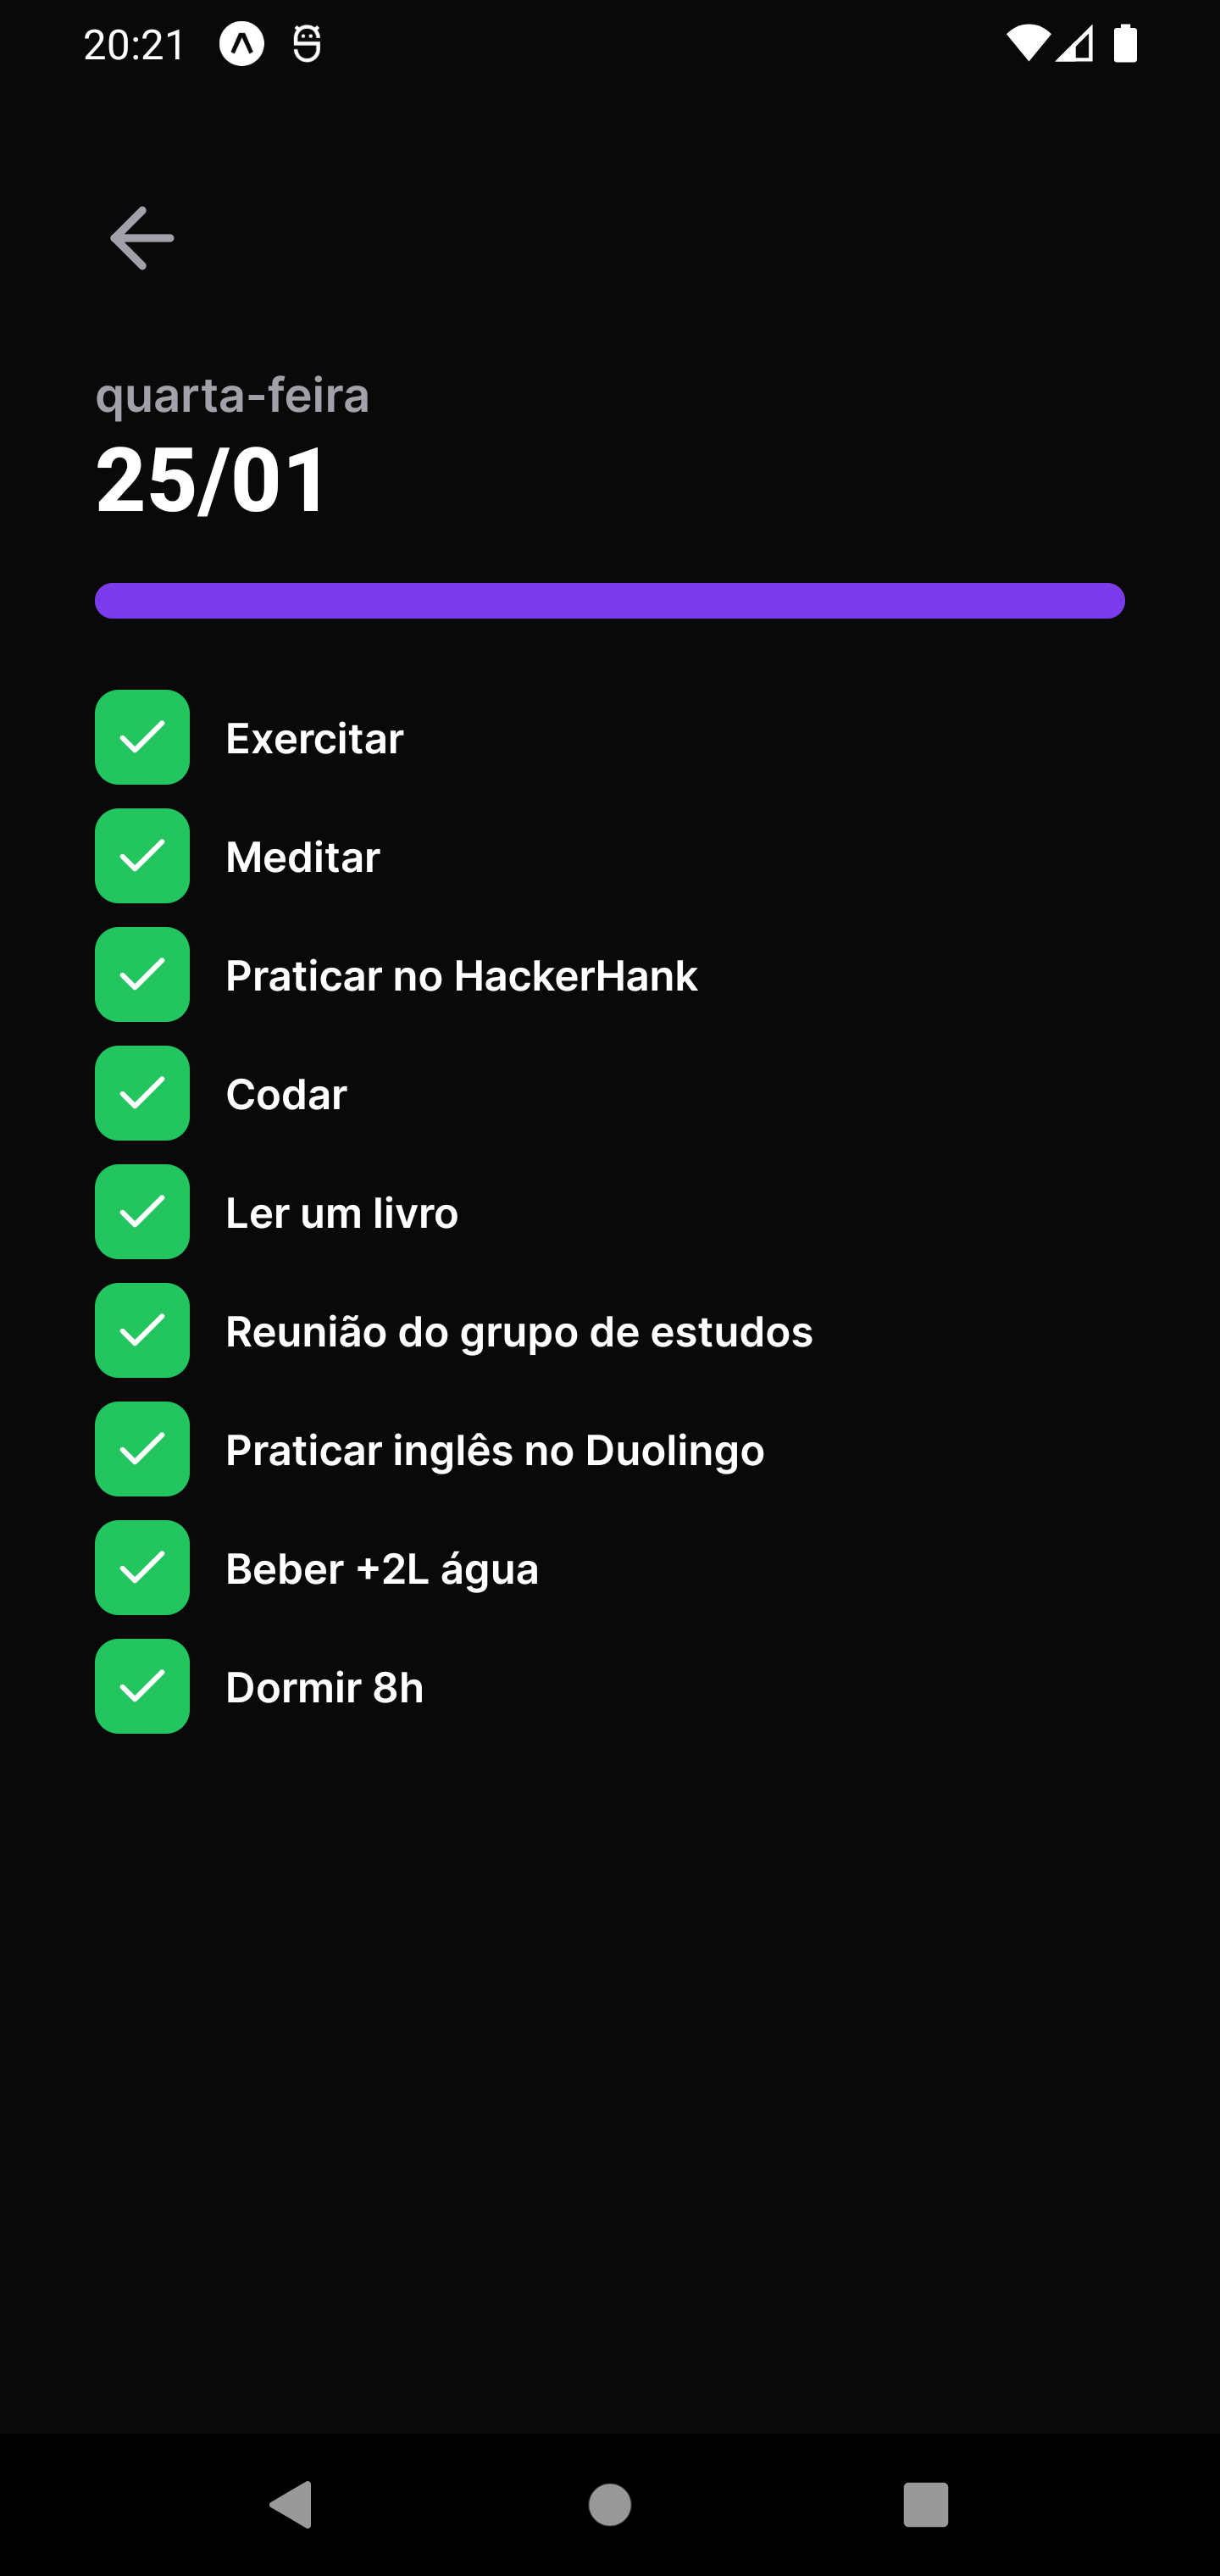 20:21
quarta-feira
25/01
Exercitar
Meditar
Praticar no HackerHank
Codar
Ler um livro
Reunião do grupo de estudos
Praticar inglês no Duolingo
Beber +2L água
Dormir 8h